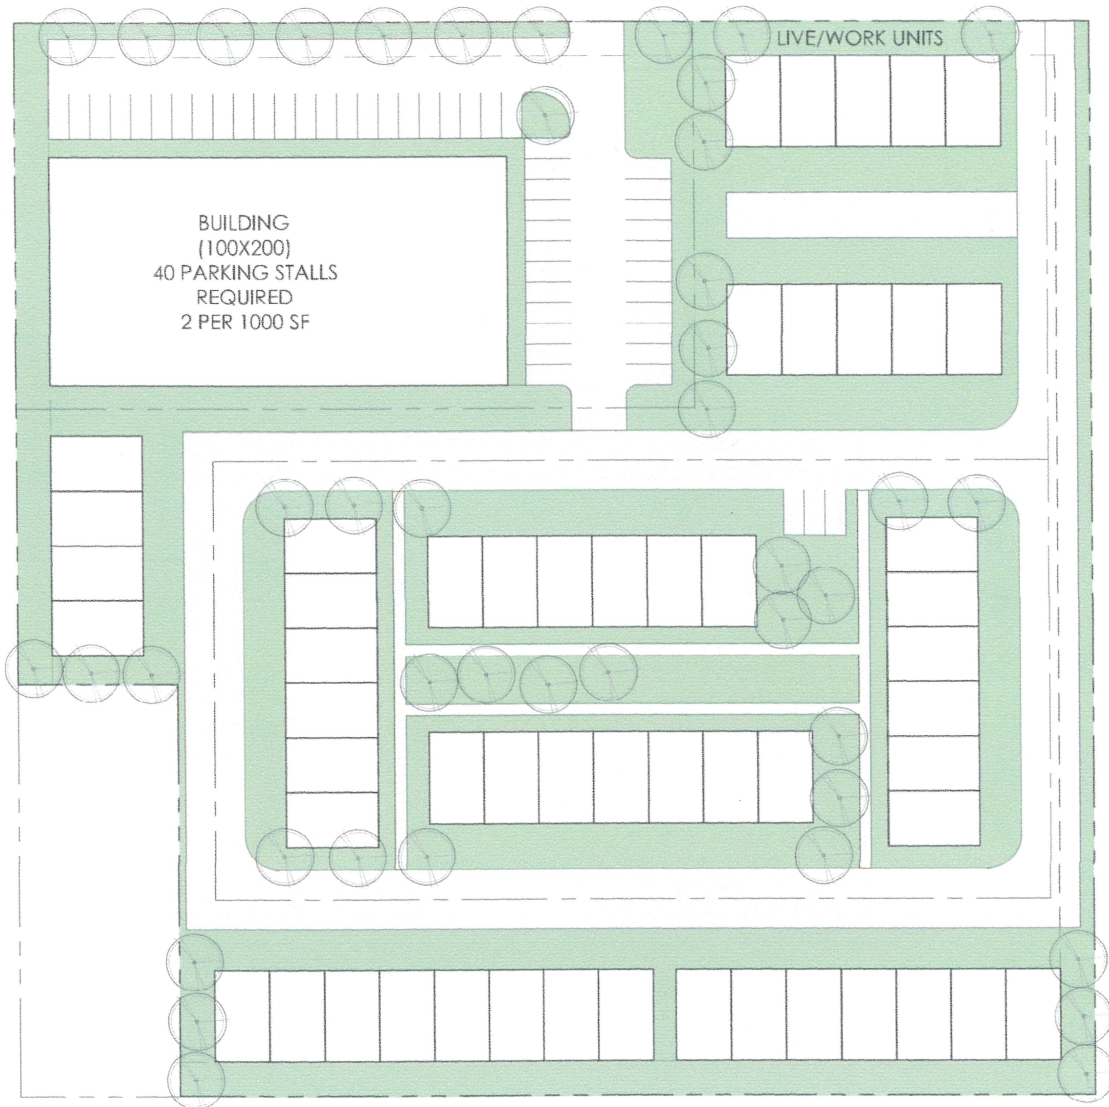 LIVE/WORK UNITS
BUILDING
(100X200)
40 PARKING STALLS
REQUIRED
2 PER 1000 SF